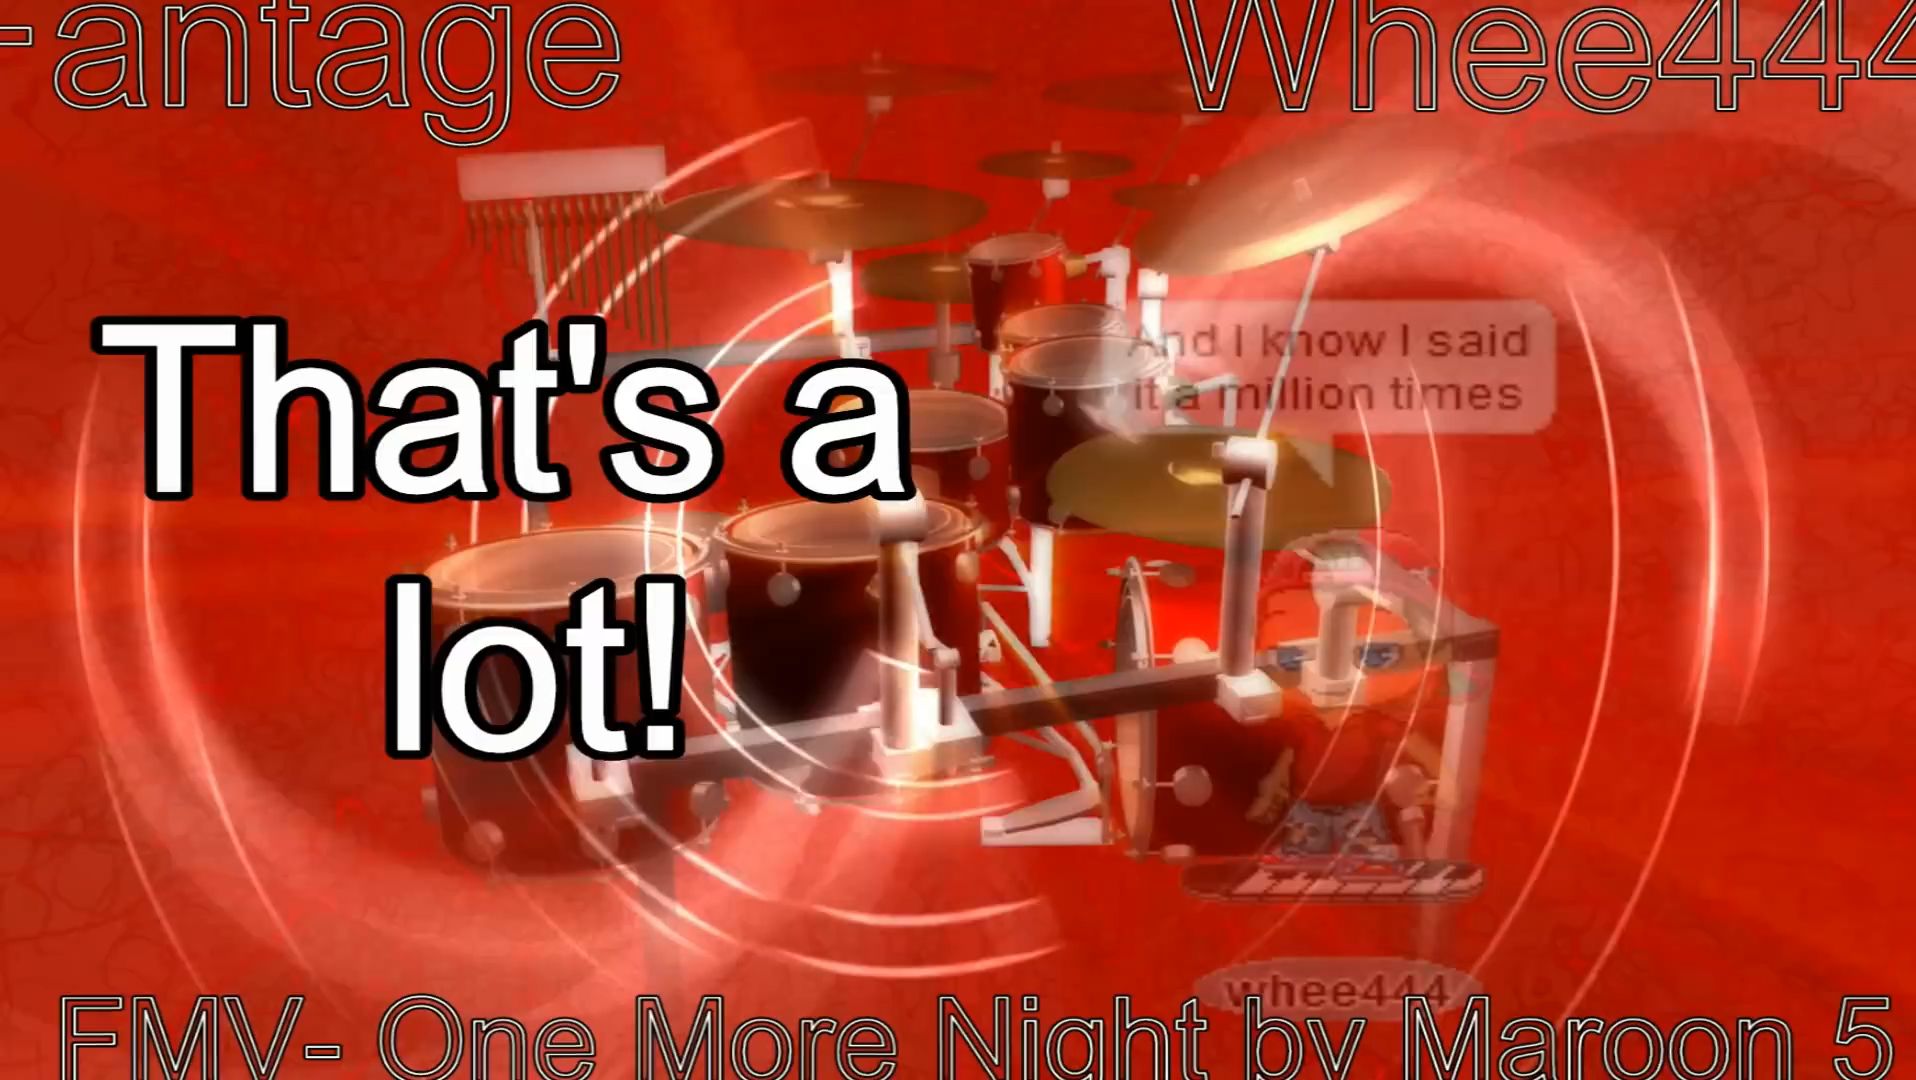 -antage
Whee444
That's a
lot!
And I know I said
it a million times
whee444
FMV- One More Night by Maroon 5